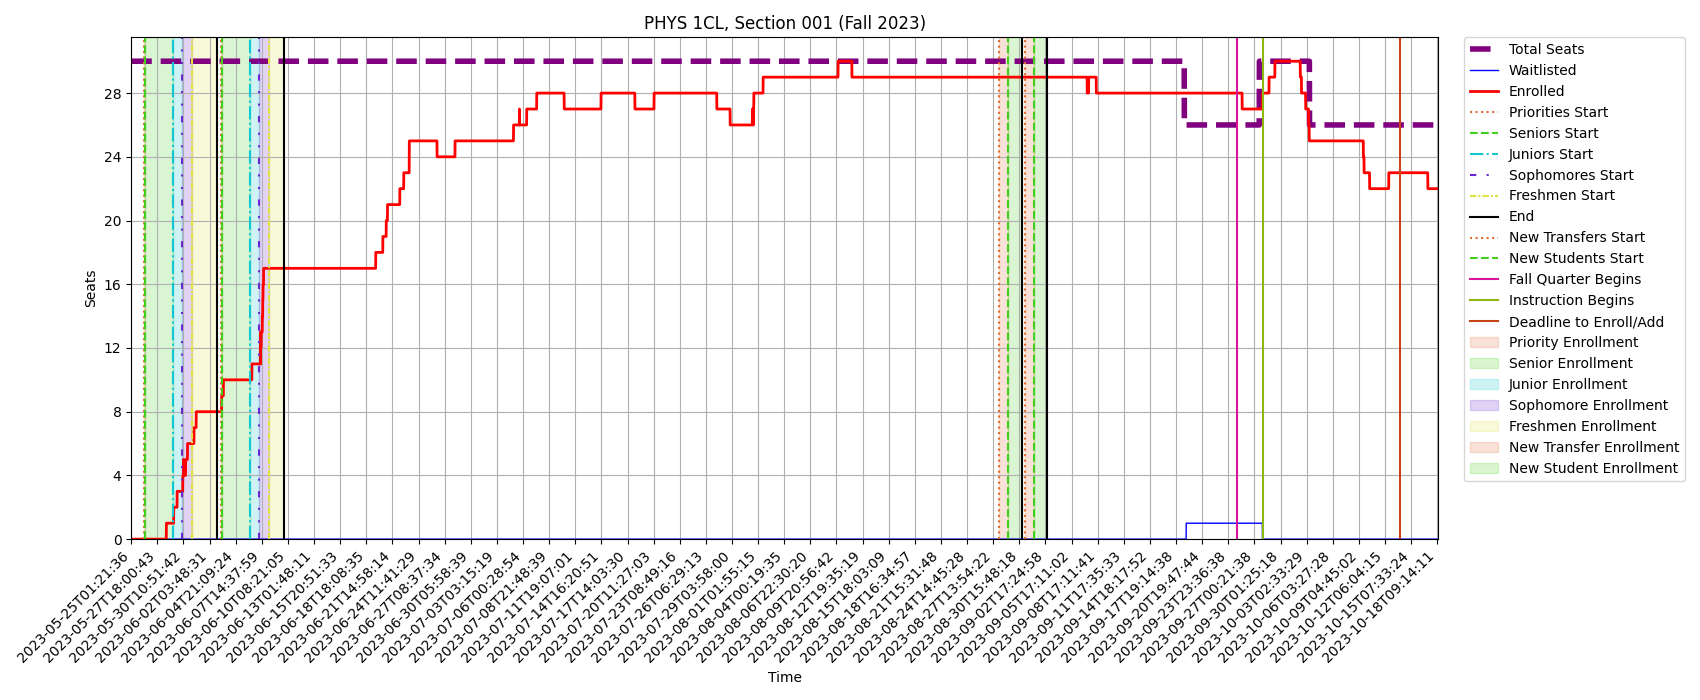 PHYS 1CL, Section 001 (Fall 2023)
Seats
28
24
20
16
12
8
4
0
2023-05-25T01:21:36
2023-05-27T18:00:43
2023-05-30T10:51:42
2023-06-02T03:48:31
2023-06-04T21:09:24
2023-06-07T14:37:59
2023-06-10T08:21:05
2023-06-13T01:48:11
2023-06-15T20:51:33
2023-06-18T18:08:35
2023-06-21T14:58:14
2023-06-24T11:41:29
2023-06-27T08:37:34
2023-06-30T05:58:39
2023-07-03T03:15:19
2023-07-06T00:28:54
2023-07-08T21:48:39
2023-07-11T19:07:01
2023-07-14T16:20:51
2023-07-17T14:03:30
2023-07-20T11:27:03
2023-07-23T08:49:16
2023-07-26T06:29:13
2023-07-29T03:58:00
2023-08-01T01:55:15
2023-08-04T00:19:35
2023-08-06T22:30:20
2023-08-09T20:56:42
2023-08-12T19:35:19
2023-08-15T18:03:09
2023-08-18T16:34:57
2023-08-21T15:31:48
2023-08-24T14:45:28
2023-08-27T13:54:22
2023-08-30T15:48:18
2023-09-02T17:24:58
2023-09-05T17:11:02
2023-09-08T17:11:41
2023-09-11T17:35:33
2023-09-14T18:17:52
2023-09-17T19:14:38
2023-09-20T19:47:44
2023-09-23T23:36:38
2023-09-27T00:21:38
2023-09-30T01:25:18
2023-10-03T02:33:29
2023-10-06T03:27:28
2023-10-09T04:45:02
2023-10-12T06:04:15
2023-10-15T07:33:24
2023-10-18T09:14:11
Time
Total Seats
Waitlisted
Enrolled
Priorities Start
Seniors Start
Juniors Start
Sophomores Start
Freshmen Start
End
New Transfers Start
New Students Start
Fall Quarter Begins
Instruction Begins
Deadline to Enroll/Add
Priority Enrollment
Senior Enrollment
Junior Enrollment
Sophomore Enrollment
Freshmen Enrollment
New Transfer Enrollment
New Student Enrollment